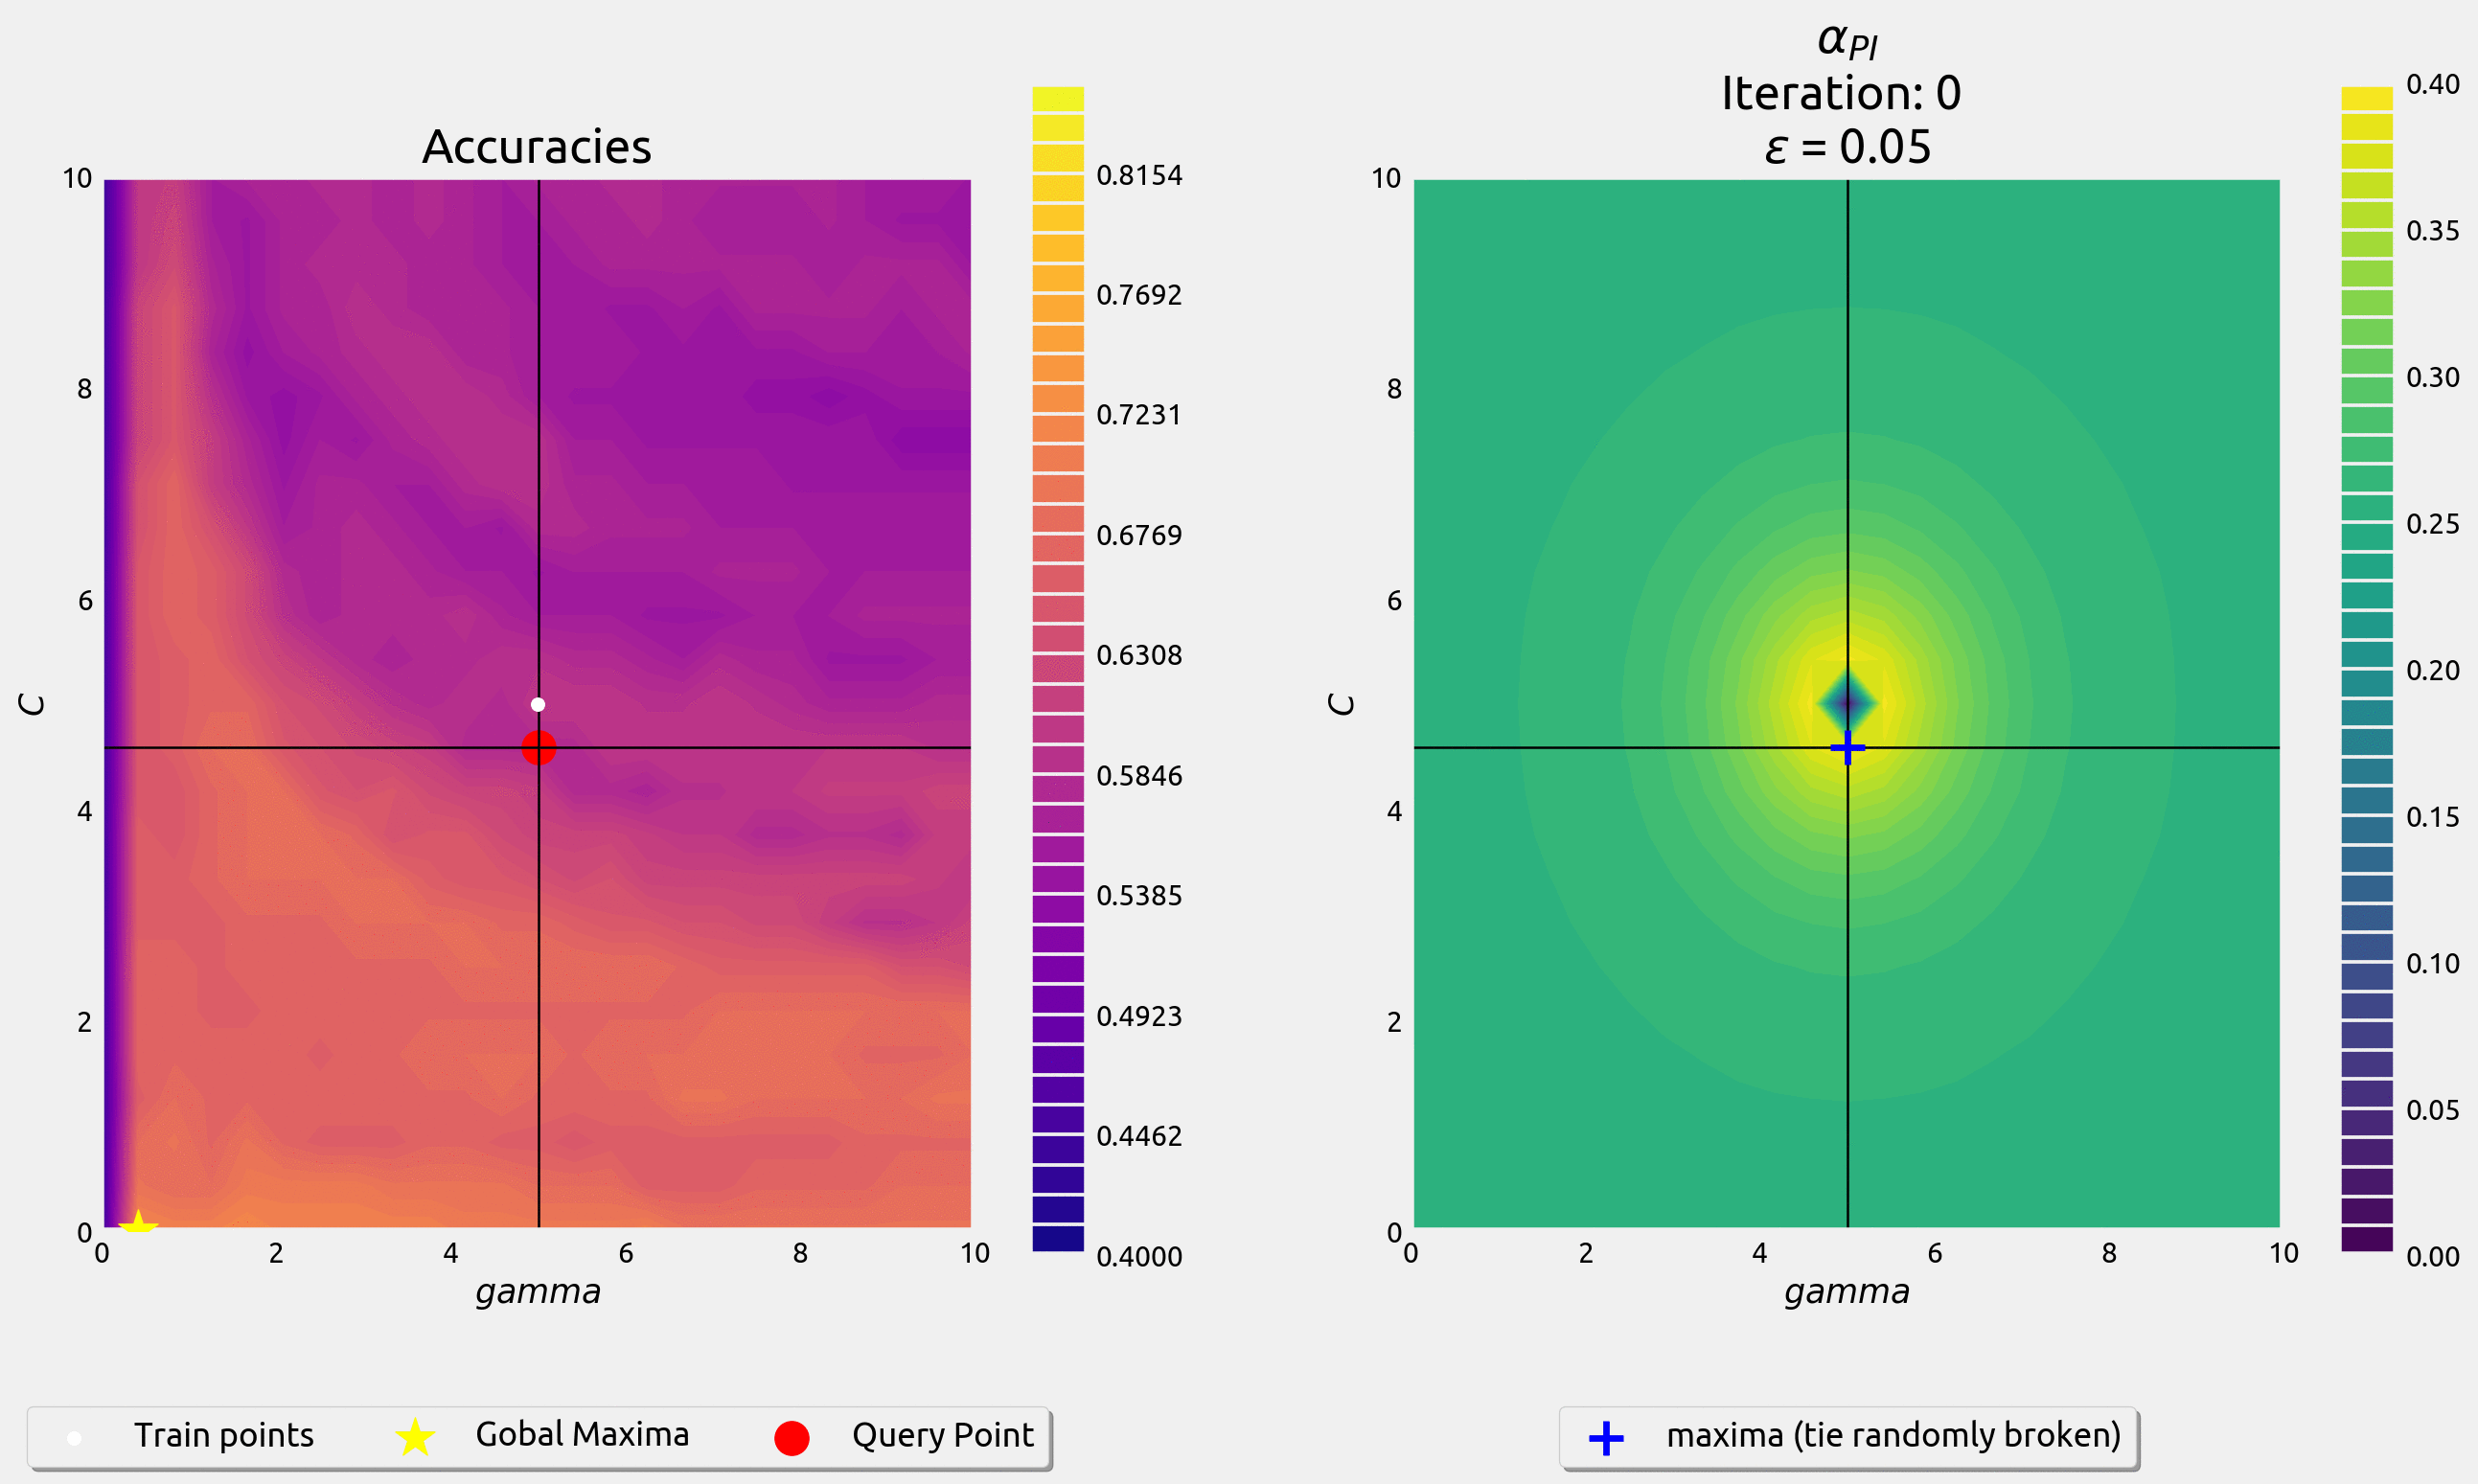 Accuracies
10
8
6
4
2
0
C
0 2 4 6 8 10
gamma
0.8154
0.7692
0.7231
0.6769
0.6308
0.5846
0.5385
0.4923
0.4462
0.4000
Train points
Gobal Maxima
Query Point
α_PI
Iteration: 0
ε = 0.05
10
8
6
4
2
0
C
0 2 4 6 8 10
gamma
0.40
0.35
0.30
0.25
0.20
0.15
0.10
0.05
0.00
maxima (tie randomly broken)